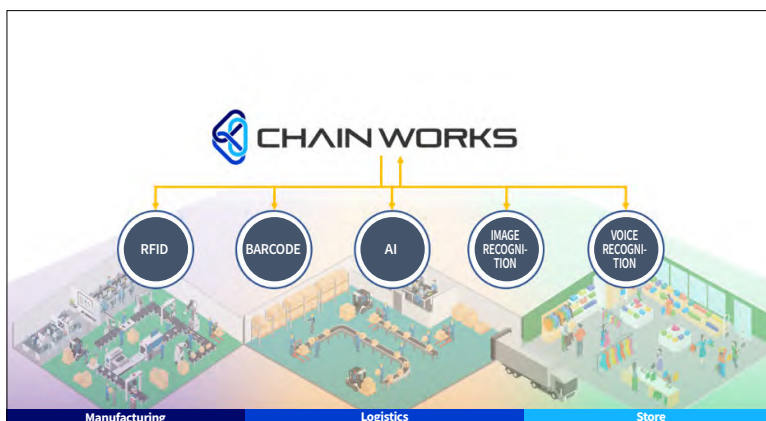 CHAIN WORKS
RFID
BARCODE
AI
IMAGE
RECOGNI-
TION
VOICE
RECOGNI-
TION
Manufacturing
Logistics
Store